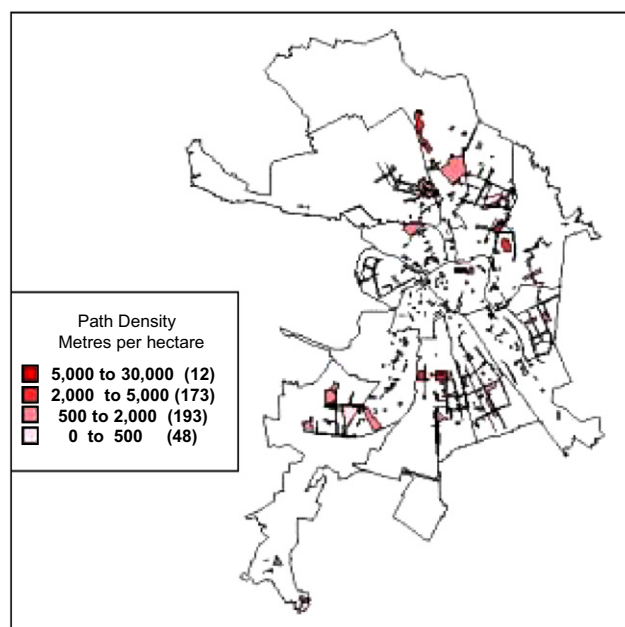 Path Density
Metres per hectare
5,000 to 30,000 (12)
2,000 to 5,000 (173)
500 to 2,000 (193)
0 to 500 (48)